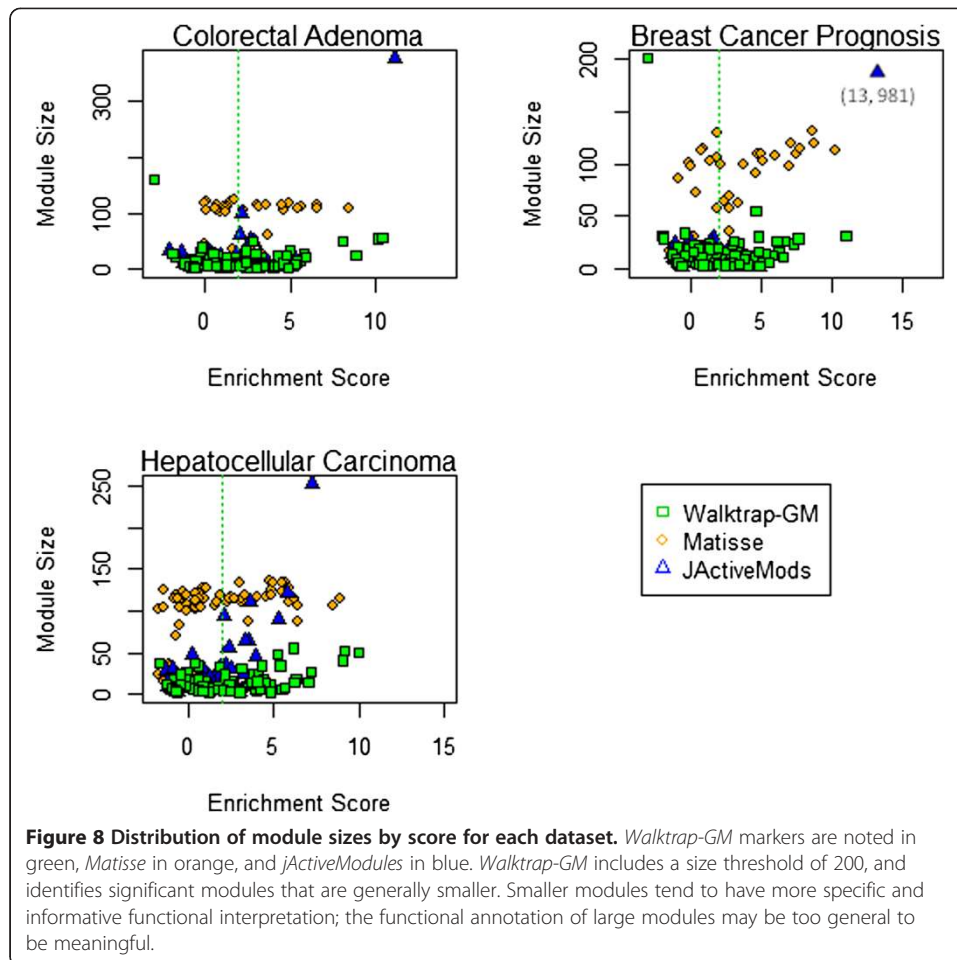 Colorectal Adenoma
Module Size
300
100
0
0 5 10
Enrichment Score
Breast Cancer Prognosis
Module Size
200
100
50
0
(13, 981)
0 5 10 15
Enrichment Score
Hepatocellular Carcinoma
Module Size
250
150
50
0
0 5 10 15
Enrichment Score
Walktrap-GM
Matisse
JActiveMods
Figure 8 Distribution of module sizes by score for each dataset. Walktrap-GM markers are noted in
green, Matisse in orange, and jActiveModules in blue. Walktrap-GM includes a size threshold of 200, and
identifies significant modules that are generally smaller. Smaller modules tend to have more specific and
informative functional interpretation; the functional annotation of large modules may be too general to
be meaningful.